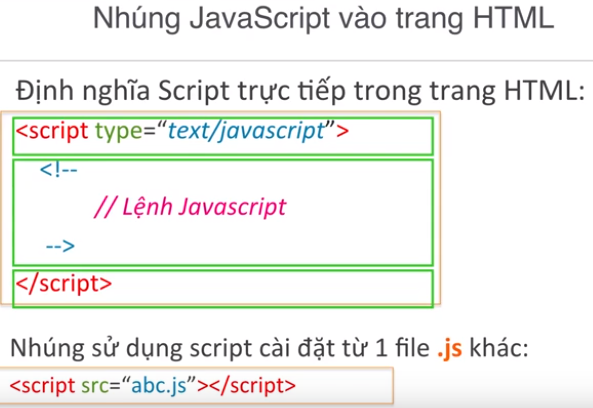 Nhúng JavaScript vào trang HTML
Định nghĩa Script trực tiếp trong trang HTML:
<script type=“text/javascript”>
<!--
// Lệnh Javascript
-->
</script>
Nhúng sử dụng script cài đặt từ 1 file .js khác:
<script src=“abc.js”></script>